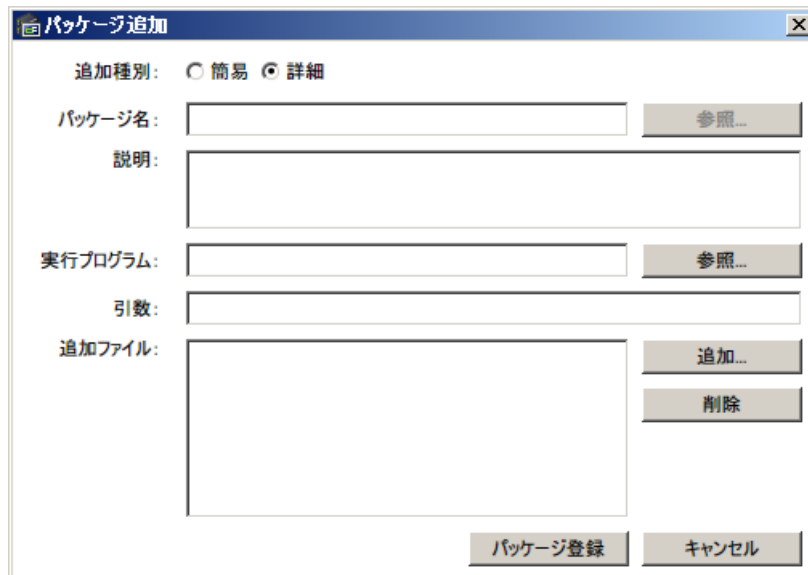 パッケージ追加
追加種別: 簡易 詳細
パッケージ名: 参照...
説明:
実行プログラム: 参照...
引数:
追加ファイル: 追加...
削除
パッケージ登録 キャンセル